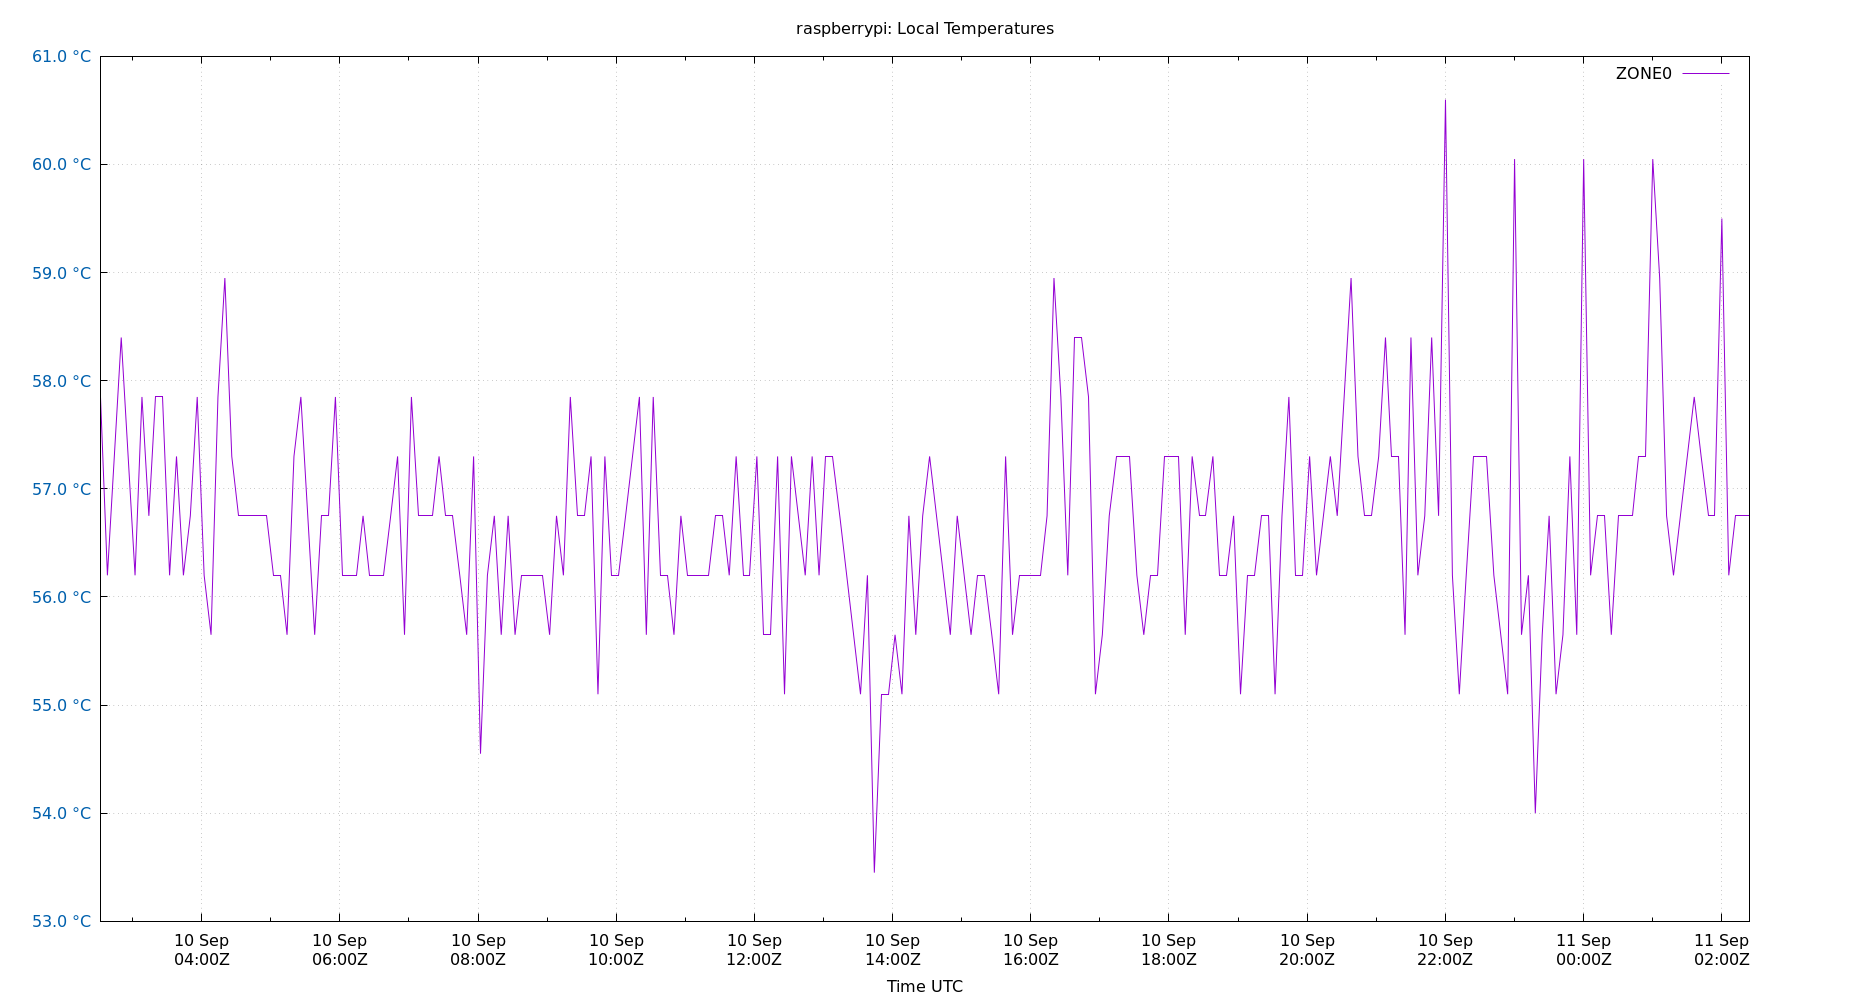 raspberrypi: Local Temperatures
61.0 °C
ZONE0
60.0 °C
59.0 °C
58.0 °C
57.0 °C
56.0 °C
55.0 °C
54.0 °C
53.0 °C
10 Sep 10 Sep 10 Sep 10 Sep 10 Sep 10 Sep 10 Sep 10 Sep 10 Sep 10 Sep 11 Sep 11 Sep
04:00Z 06:00Z 08:00Z 10:00Z 12:00Z 14:00Z 16:00Z 18:00Z 20:00Z 22:00Z 00:00Z 02:00Z
Time UTC